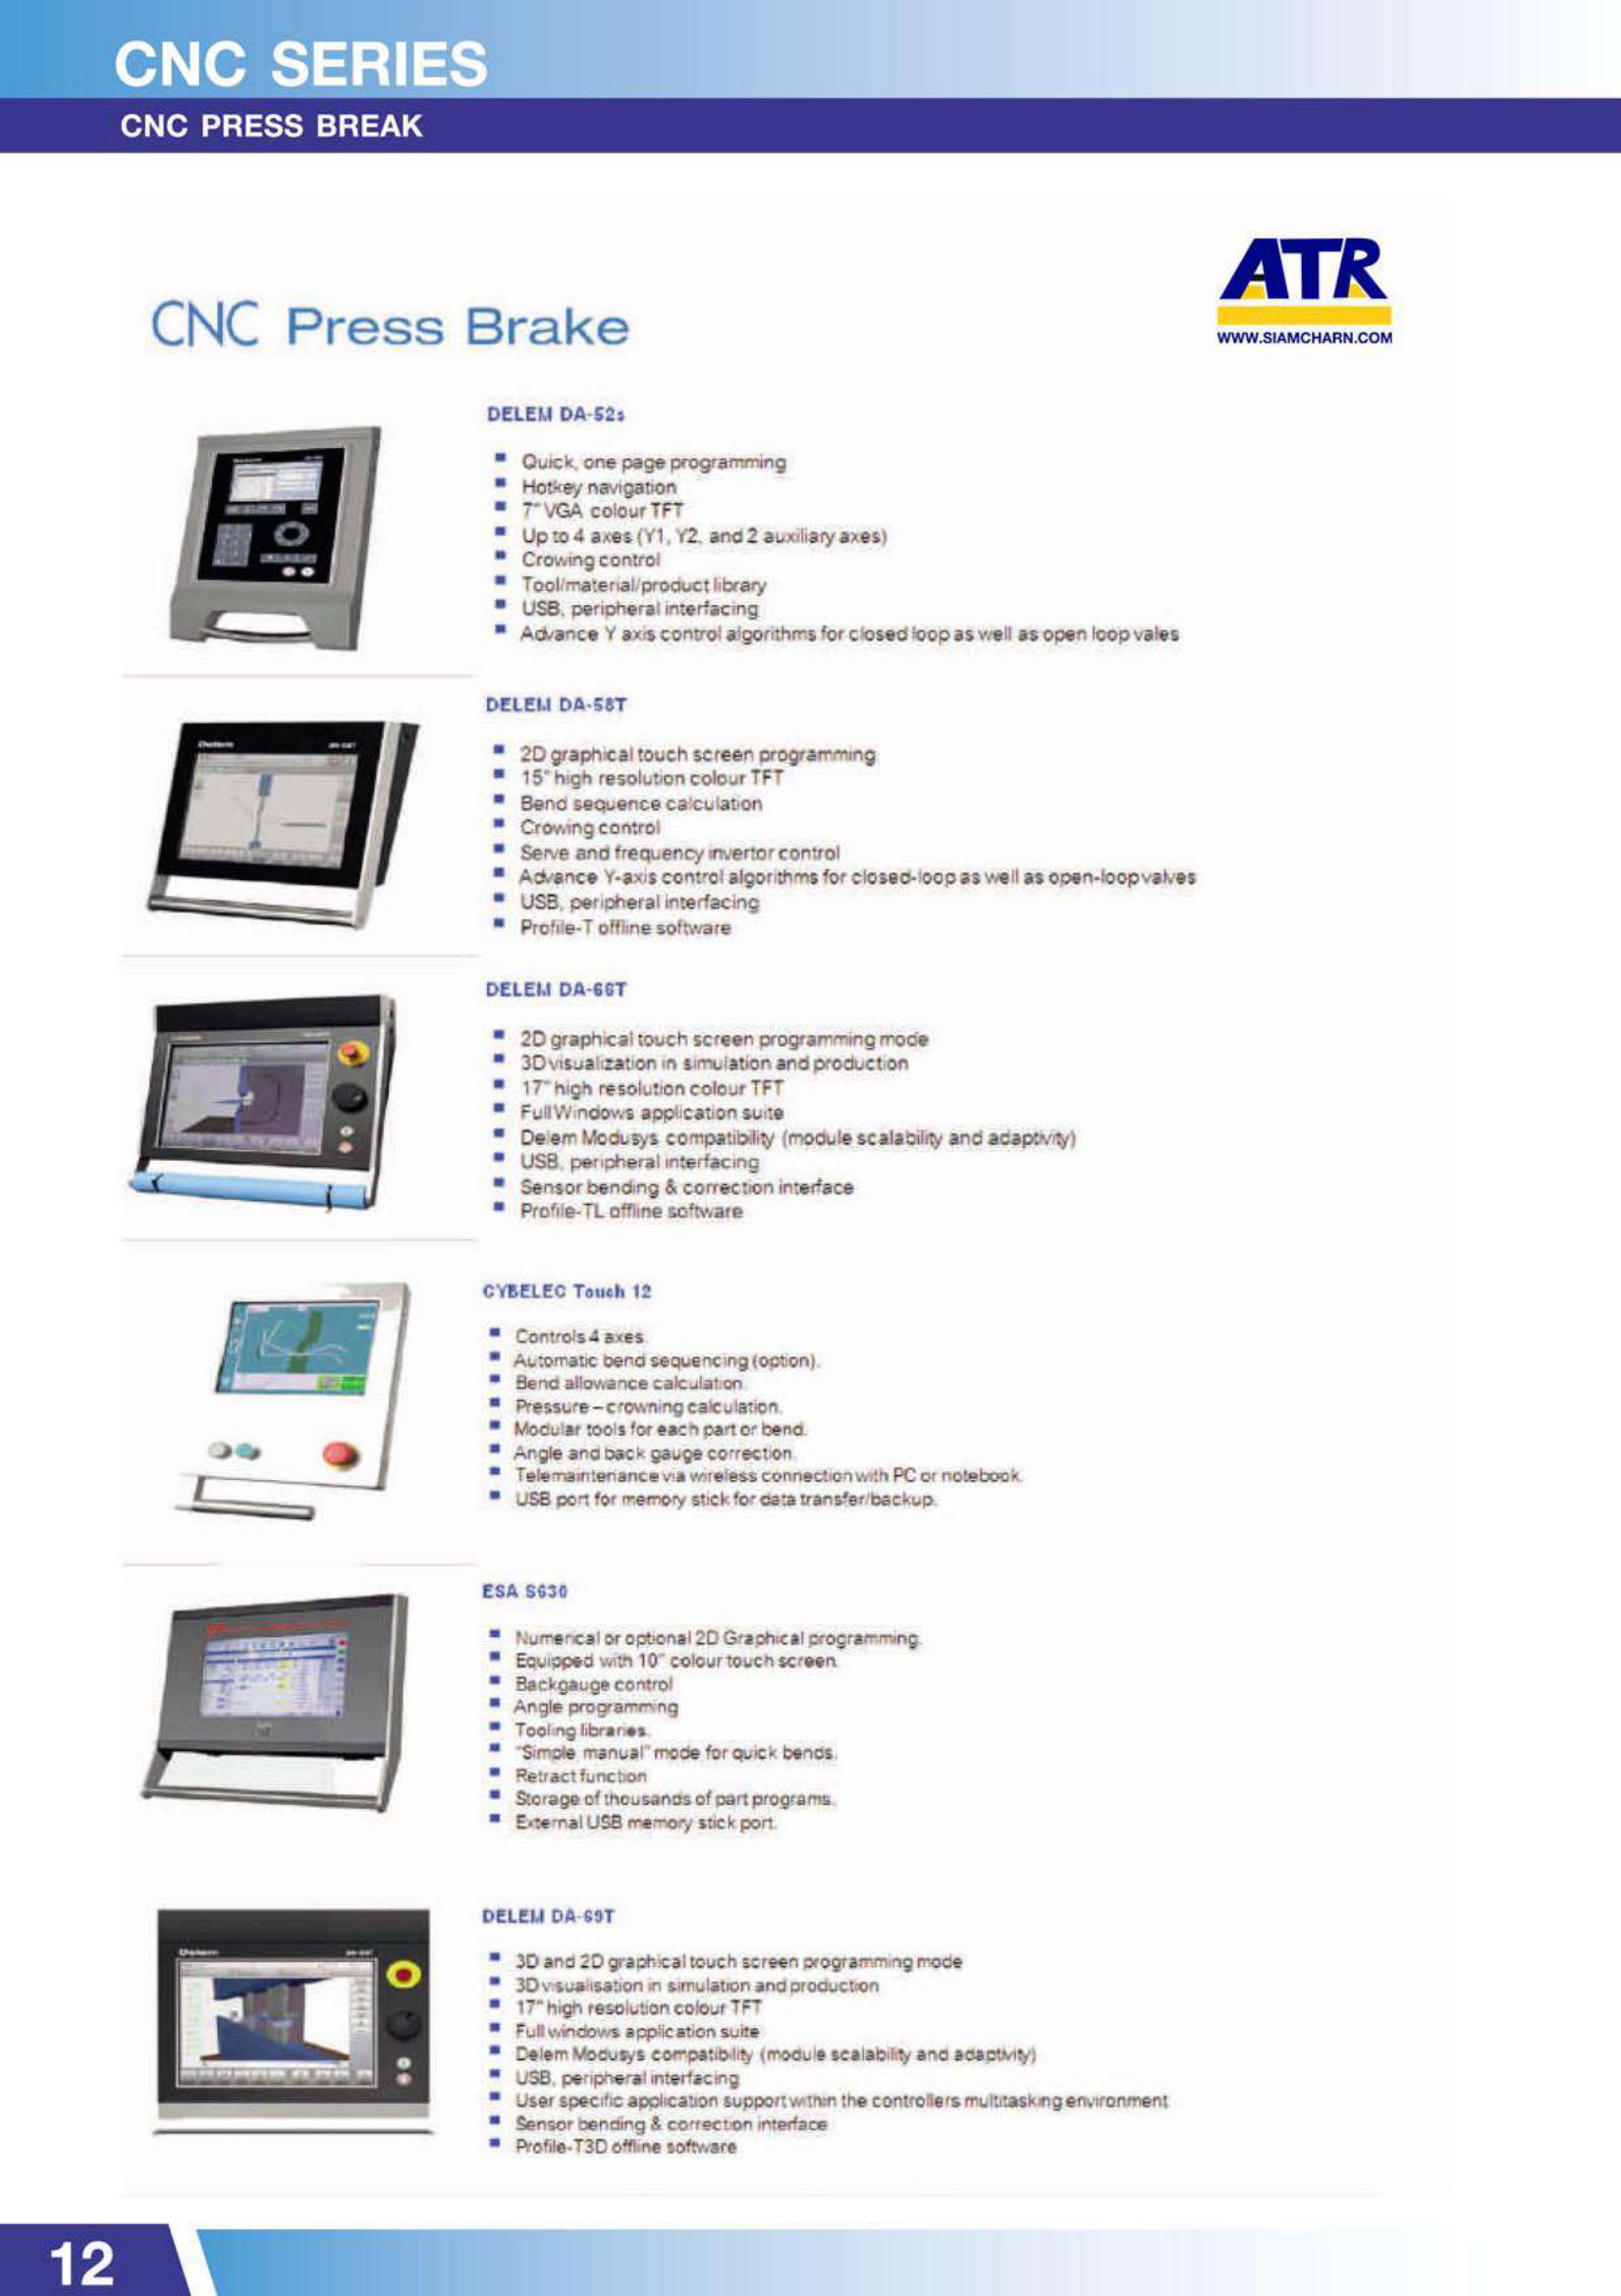 CNC SERIES
CNC PRESS BREAK
ATR
WWW.SIAMCHARN.COM
CNC Press Brake
DELEM DA-52s
Quick, one page programming
Hotkey navigation
7" VGA colour TFT
Up to 4 axes (Y1, Y2, and 2 auxiliary axes)
Crowing control
Tool/material/product library
USB, peripheral interfacing
Advance Y axis control algorithms for closed loop as well as open loop vales
DELEM DA-58T
2D graphical touch screen programming
15" high resolution colour TFT
Bend sequence calculation
Crowing control
Serve and frequency invertor control
Advance Y-axis control algorithms for closed-loop as well as open-loop valves
USB, peripheral interfacing
Profile-T offline software
DELEM DA-66T
2D graphical touch screen programming mode
3D visualization in simulation and production
17" high resolution colour TFT
Full Windows application suite
Delem Modusys compatibility (module scalability and adaptivity)
USB, peripheral interfacing
Sensor bending & correction interface
Profile-TL offline software
CYBELEC Touch 12
Controls 4 axes.
Automatic bend sequencing (option).
Bend allowance calculation.
Pressure – crowning calculation.
Modular tools for each part or bend.
Angle and back gauge correction.
Telemaintenance via wireless connection with PC or notebook.
USB port for memory stick for data transfer/backup.
ESA S630
Numerical or optional 2D Graphical programming.
Equipped with 10" colour touch screen.
Backgauge control
Angle programming
Tooling libraries.
"Simple manual" mode for quick bends.
Retract function
Storage of thousands of part programs.
External USB memory stick port.
DELEM DA-69T
3D and 2D graphical touch screen programming mode
3D visualisation in simulation and production
17" high resolution colour TFT
Full windows application suite
Delem Modusys compatibility (module scalability and adaptivity)
USB, peripheral interfacing
User specific application support within the controllers multitasking environment
Sensor bending & correction interface
Profile-T3D offline software
12